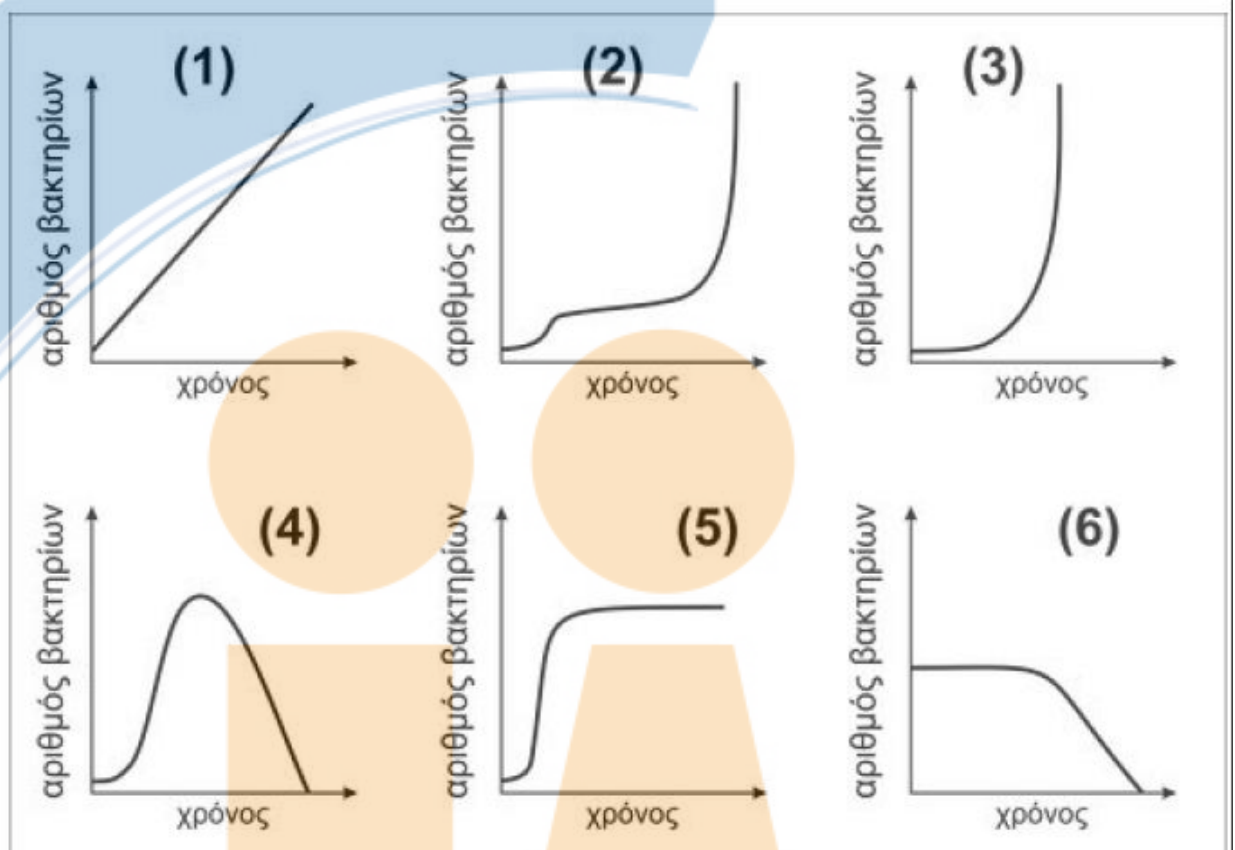 (1)
αριθμός βακτηρίων
χρόνος
(2)
αριθμός βακτηρίων
χρόνος
(3)
αριθμός βακτηρίων
χρόνος
(4)
αριθμός βακτηρίων
χρόνος
(5)
αριθμός βακτηρίων
χρόνος
(6)
αριθμός βακτηρίων
χρόνος